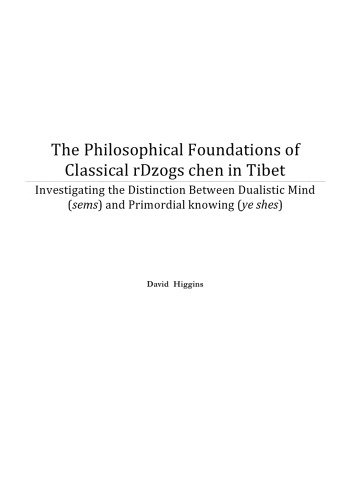 The Philosophical Foundations of
Classical rDzogs chen in Tibet
Investigating the Distinction Between Dualistic Mind
(sems) and Primordial knowing (ye shes)
David Higgins